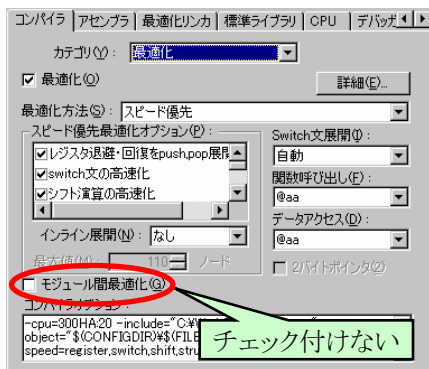 コンパイラ アセンブラ 最適化リンカ 標準ライブラリ CPU デバッガ
カテゴリ(Y): 最適化
最適化(O) 詳細(E)...
最適化方法(S): スピード優先
スピード優先最適化オプション(P): Switch文展開(I):
レジスタ退避・回復をpush,pop展開 自動
switch文の高速化 関数呼び出し(F):
シフト演算の高速化 @aa
データアクセス(D):
インライン展開(N): なし @aa
最大値(M): 110 ノード 2バイトポインタ(2)
モジュール間最適化(G)
コンパイラオプション:
-cpu=300HA:20 -include="C:¥
object="$(CONFIGDIR)¥$(FILE
speed=register,switch,shift,stru
チェック付けない